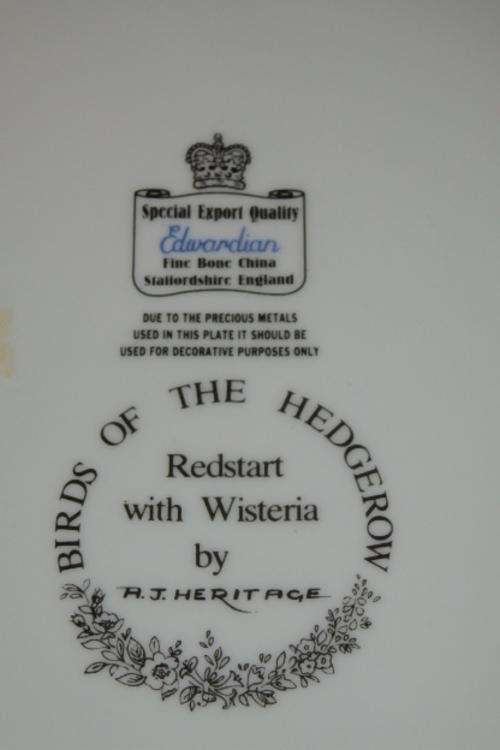 Special Export Quality
Edwardian
Fine Bone China
Staffordshire England
DUE TO THE PRECIOUS METALS
USED IN THIS PLATE IT SHOULD BE
USED FOR DECORATIVE PURPOSES ONLY
BIRDS OF THE HEDGEROW
Redstart
with Wisteria
by
A.J. HERITAGE